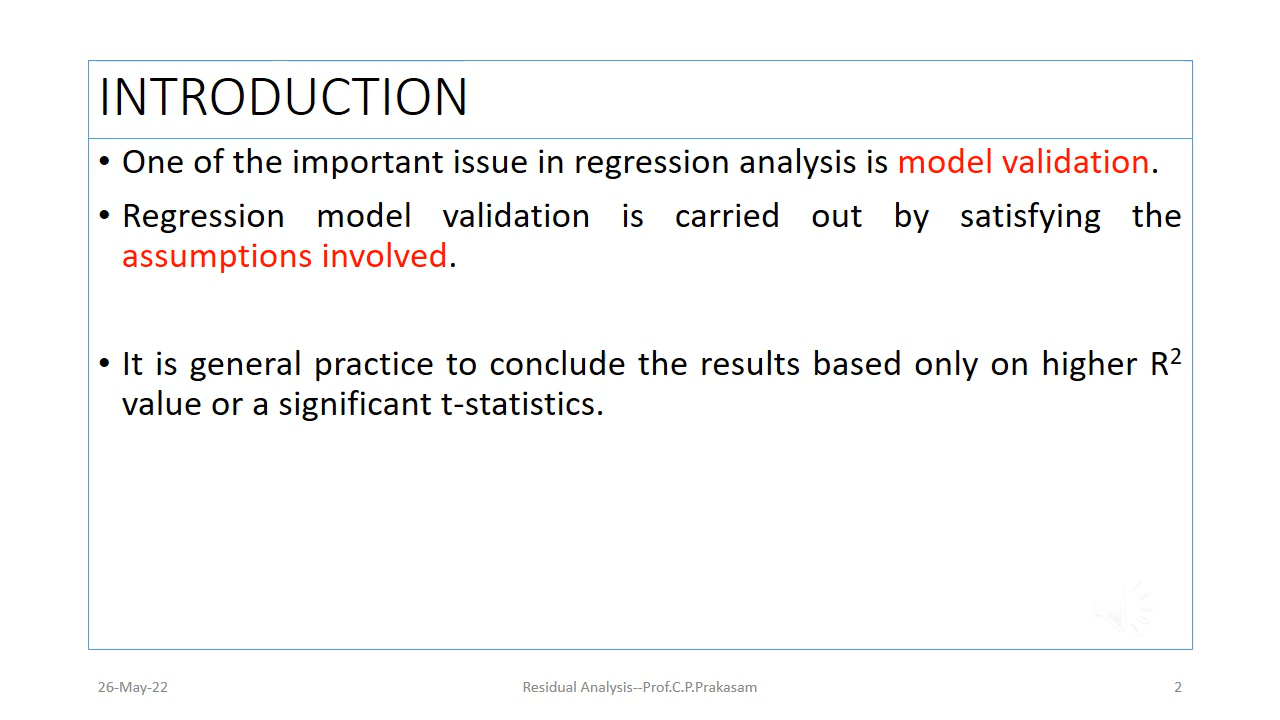 INTRODUCTION
• One of the important issue in regression analysis is model validation.
• Regression model validation is carried out by satisfying the
assumptions involved.
• It is general practice to conclude the results based only on higher R²
value or a significant t-statistics.
26-May-22
Residual Analysis--Prof.C.P.Prakasam
2